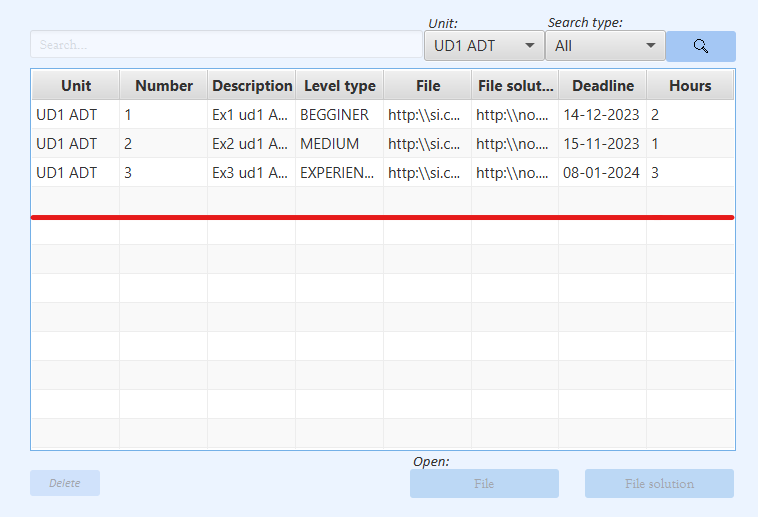 Unit:
Search type:
Search...
UD1 ADT
All
Unit Number Description Level type File File solut... Deadline Hours
UD1 ADT 1 Ex1 ud1 A... BEGGINER http:\\si.c... http:\\no.... 14-12-2023 2
UD1 ADT 2 Ex2 ud1 A... MEDIUM http:\\si.c... http:\\no.... 15-11-2023 1
UD1 ADT 3 Ex3 ud1 A... EXPERIEN... http:\\si.c... http:\\no.... 08-01-2024 3
Open:
Delete
File
File solution